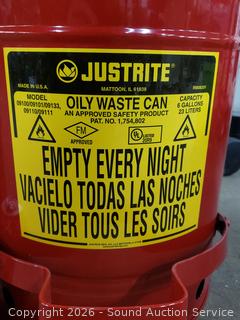 JUSTRITE®
MATTOON, IL 61938
MADE IN U.S.A.
MODEL
09100/09101/09133,
09110/09111
OILY WASTE CAN
AN APPROVED SAFETY PRODUCT
PAT. NO. 1,754,802
CAPACITY
6 GALLONS
23 LITERS
FM
APPROVED
UL
LISTED
EMPTY EVERY NIGHT
VACIELO TODAS LAS NOCHES
VIDER TOUS LES SOIRS
Copyright 2026 - Sound Auction Service